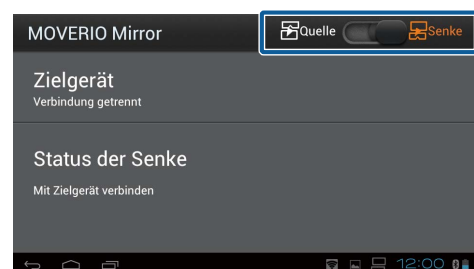 MOVERIO Mirror
Quelle Senke
Zielgerät
Verbindung getrennt
Status der Senke
Mit Zielgerät verbinden
12:00